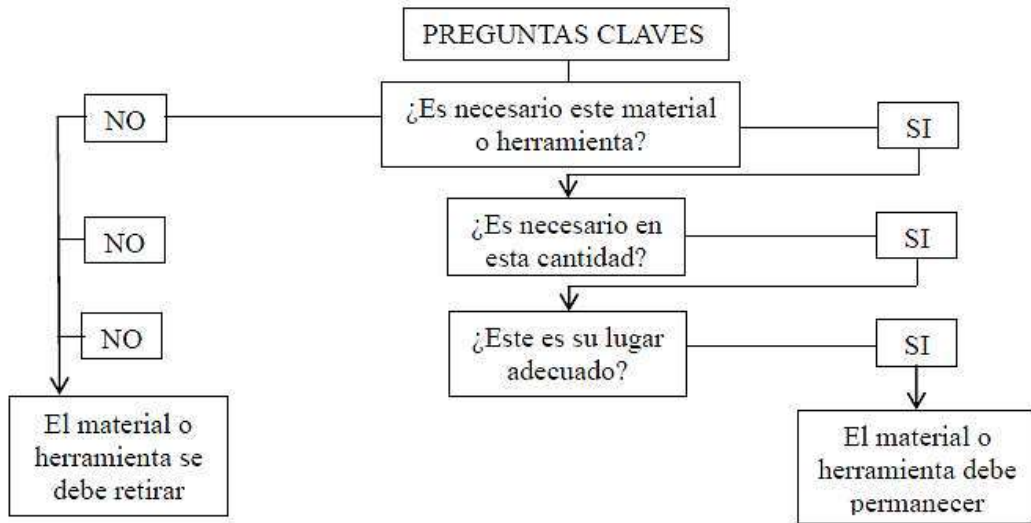 PREGUNTAS CLAVES
NO
¿Es necesario este material
o herramienta?
SI
NO
¿Es necesario en
esta cantidad?
SI
NO
¿Este es su lugar
adecuado?
SI
El material o
herramienta se
debe retirar
El material o
herramienta debe
permanecer